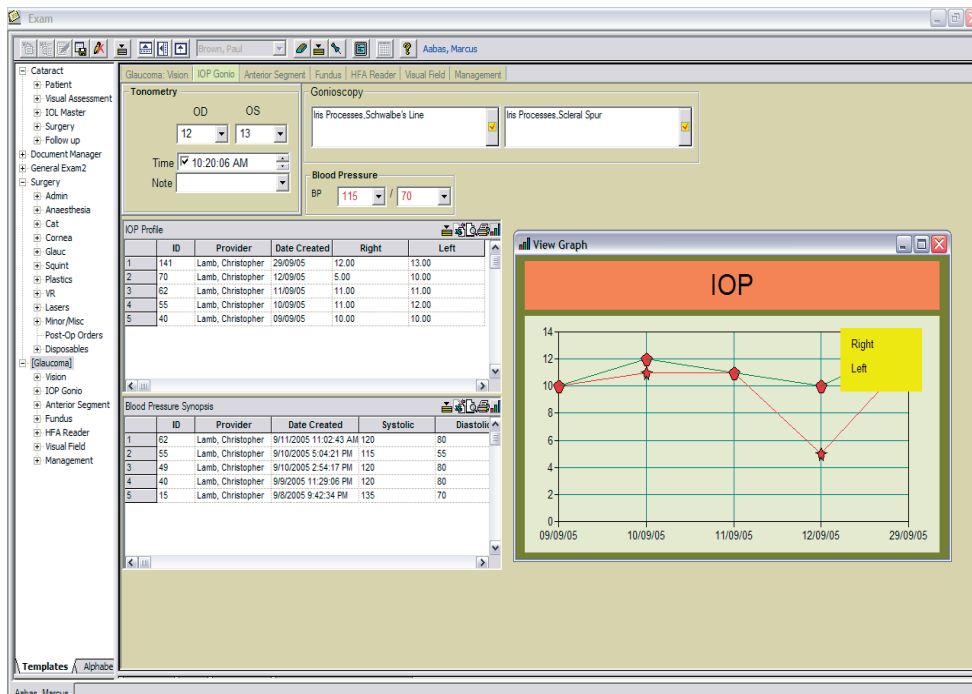 Exam
Brown, Paul
Aabas, Marcus
Cataract
Patient
Visual Assessment
IOL Master
Surgery
Follow up
Document Manager
General Exam2
Surgery
Admin
Anaesthesia
Cat
Cornea
Glauc
Squint
Plastics
VR
Lasers
Minor/Misc
Post-Op Orders
Disposables
[Glaucoma]
Vision
IOP Gonio
Anterior Segment
Fundus
HFA Reader
Visual Field
Management
Templates Alphabe
Aabas, Marcus
Glaucoma: Vision IOP Gonio Anterior Segment Fundus HFA Reader Visual Field Management
Tonometry
OD OS
12 13
Time 10:20:06 AM
Note
Gonioscopy
Iris Processes,Schwalbe's Line
Iris Processes,Scleral Spur
Blood Pressure
BP 115 / 70
IOP Profile
ID Provider Date Created Right Left
1 141 Lamb, Christopher 29/09/05 12.00 13.00
2 70 Lamb, Christopher 12/09/05 5.00 10.00
3 62 Lamb, Christopher 11/09/05 11.00 11.00
4 55 Lamb, Christopher 10/09/05 11.00 12.00
5 40 Lamb, Christopher 09/09/05 10.00 10.00
Blood Pressure Synopsis
ID Provider Date Created Systolic Diastolic
1 62 Lamb, Christopher 9/11/2005 11:02:43 AM 120 80
2 55 Lamb, Christopher 9/10/2005 5:04:21 PM 115 55
3 49 Lamb, Christopher 9/10/2005 2:54:17 PM 120 80
4 40 Lamb, Christopher 9/9/2005 11:29:06 PM 120 80
5 15 Lamb, Christopher 9/8/2005 9:42:34 PM 135 70
View Graph
IOP
Right
Left
14
12
10
8
6
4
2
0
09/09/05 10/09/05 11/09/05 12/09/05 29/09/05